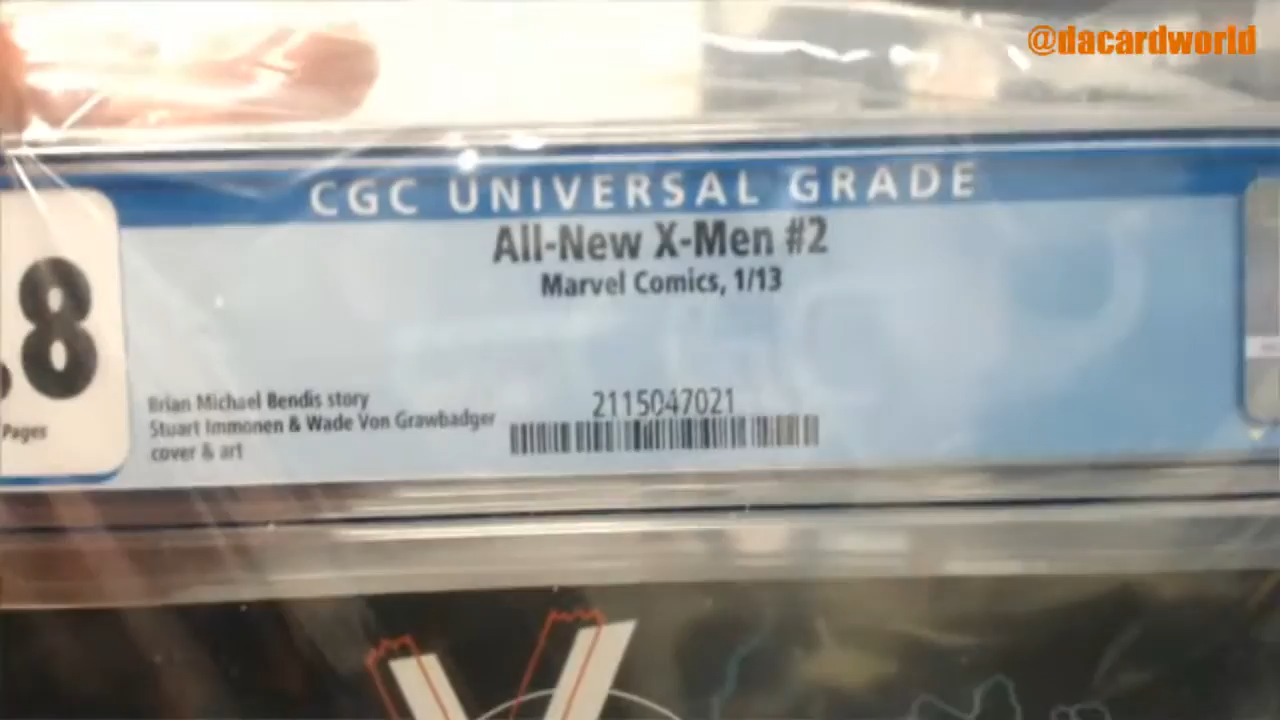 @dacardworld
CGC UNIVERSAL GRADE
All-New X-Men #2
Marvel Comics, 1/13
.8
Pages
Brian Michael Bendis story
Stuart Immonen & Wade Von Grawbadger
cover & art
2115047021